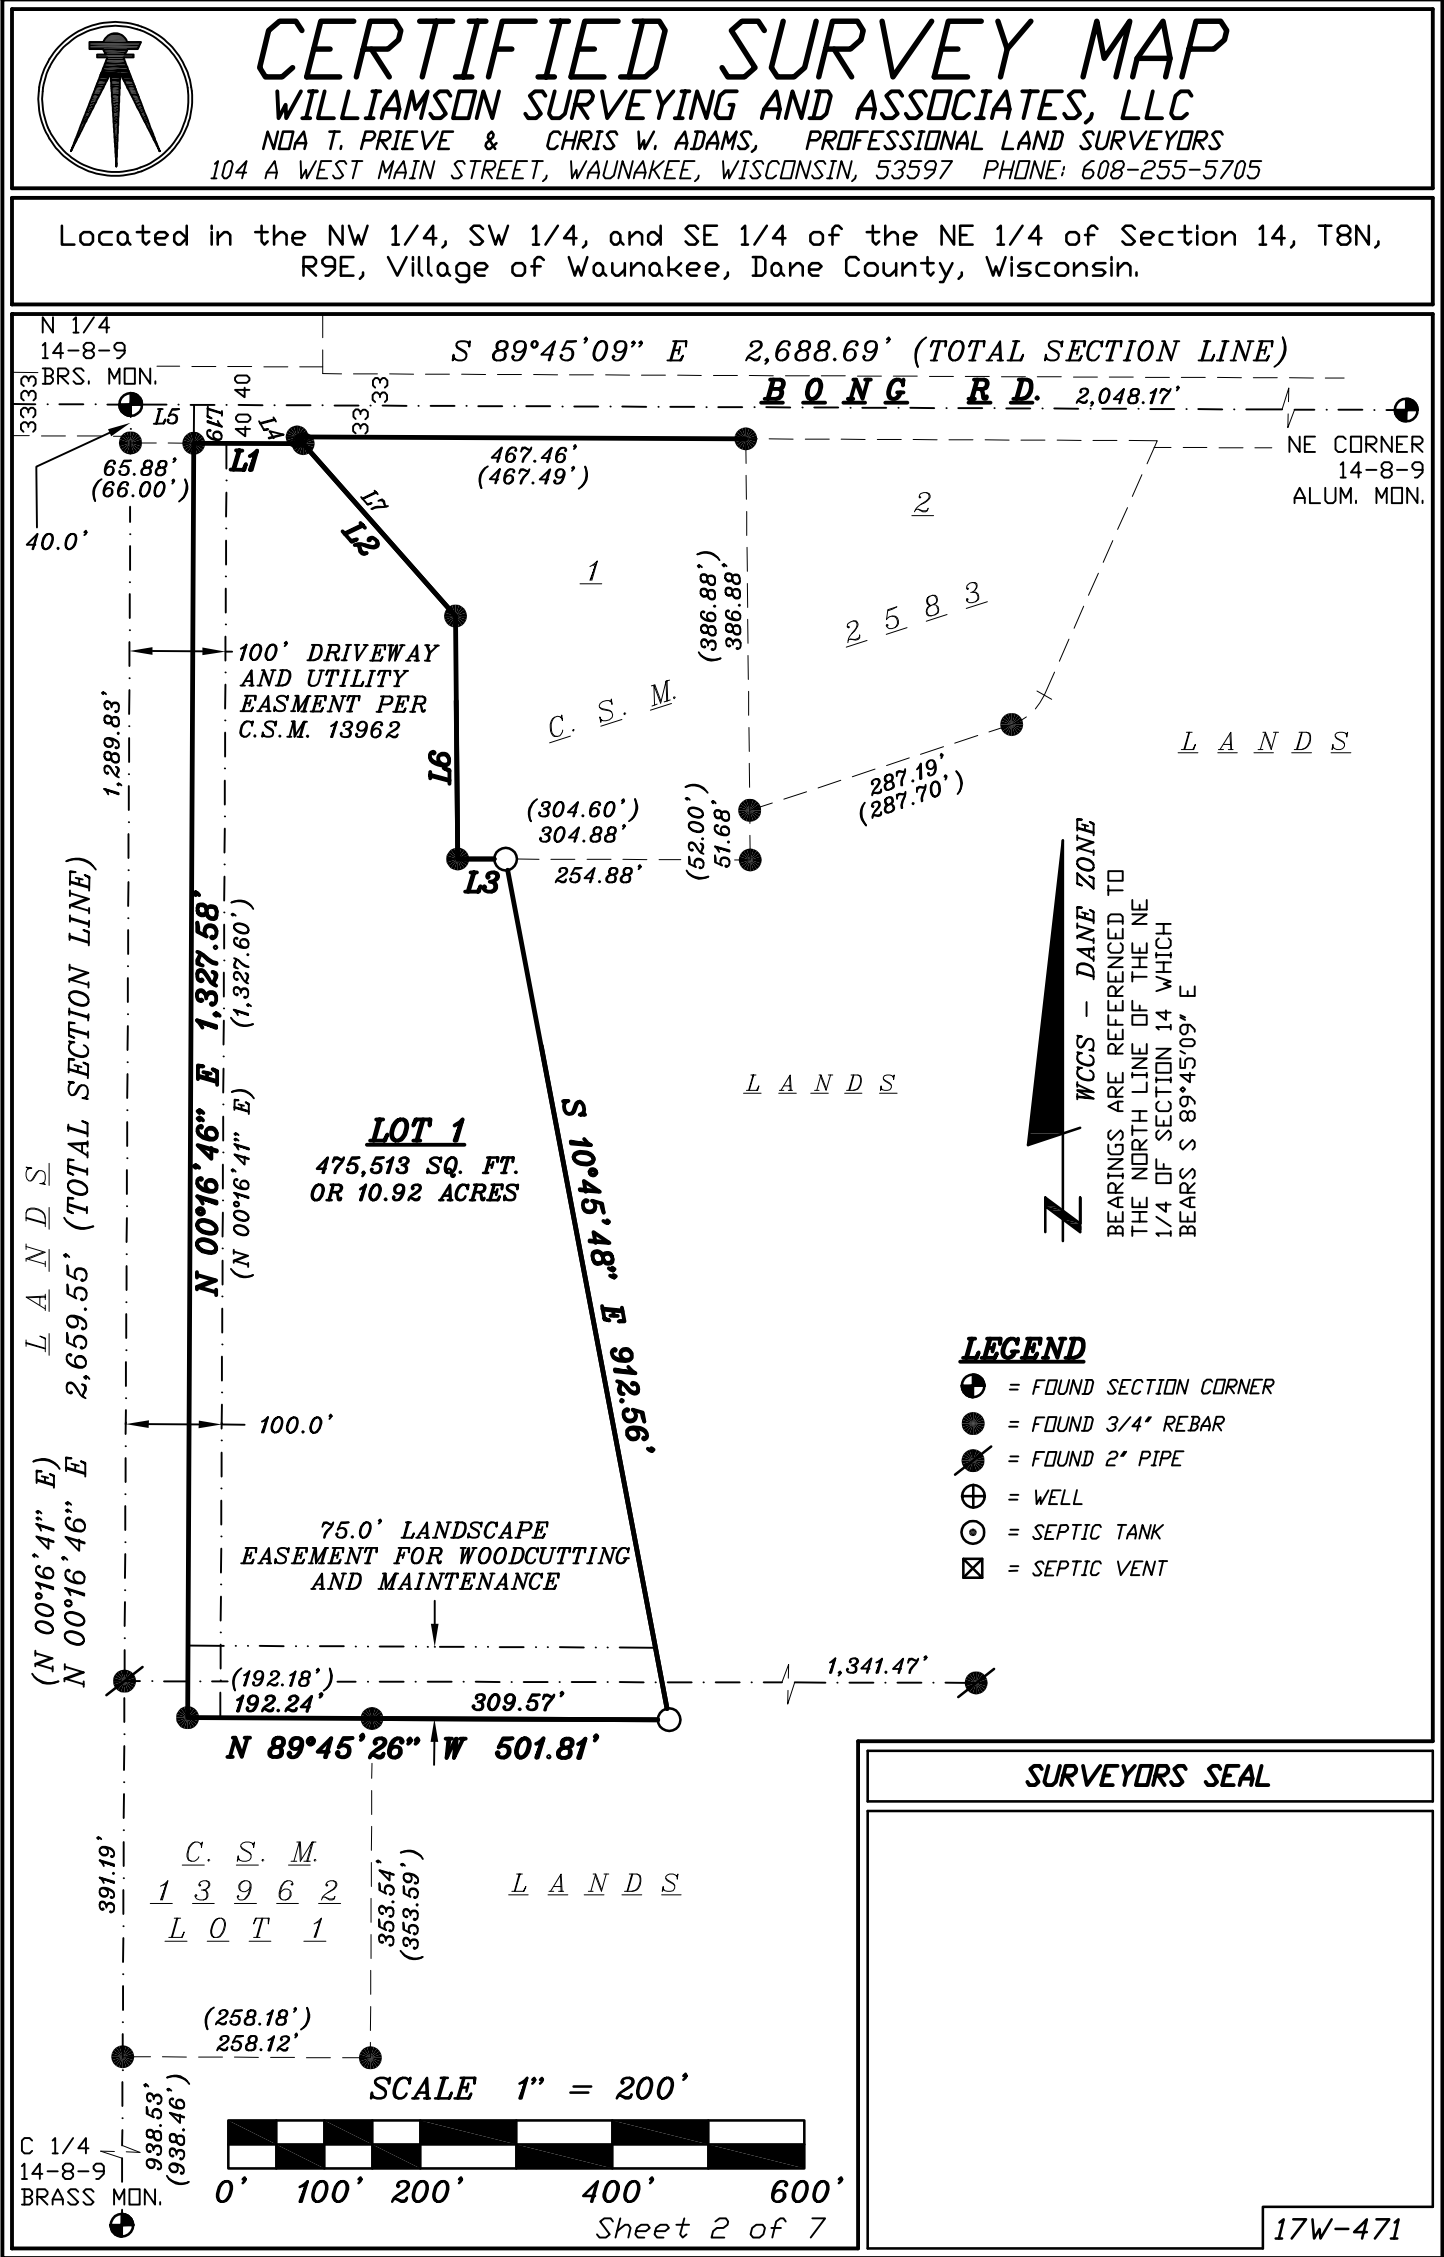 CERTIFIED SURVEY MAP
WILLIAMSON SURVEYING AND ASSOCIATES, LLC
NOA T. PRIEVE & CHRIS W. ADAMS, PROFESSIONAL LAND SURVEYORS
104 A WEST MAIN STREET, WAUNAKEE, WISCONSIN, 53597 PHONE: 608-255-5705
Located in the NW 1/4, SW 1/4, and SE 1/4 of the NE 1/4 of Section 14, T8N,
R9E, Village of Waunakee, Dane County, Wisconsin.
N 1/4
14-8-9
BRS. MON.
S 89°45'09" E 2,688.69' (TOTAL SECTION LINE)
BONG RD.
2,048.17'
33
33
40
40
33
33
L5
L19
L4
L1
65.88'
(66.00')
40.0'
467.46'
(467.49')
NE CORNER
14-8-9
ALUM. MON.
L7
L2
1
2
2583
C. S. M.
(386.88')
386.88'
100' DRIVEWAY
AND UTILITY
EASMENT PER
C.S.M. 13962
1,289.83'
L6
LANDS
287.19'
(287.70')
(304.60')
304.88'
254.88'
(52.00')
51.68'
L3
N 00°16'46" E 1,327.58'
(N 00°16'41" E)
(1,327.60')
LANDS
2,659.55' (TOTAL SECTION LINE)
(N 00°16'41" E)
N 00°16'46" E
LANDS
WCCS - DANE ZONE
BEARINGS ARE REFERENCED TO
THE NORTH LINE OF THE NE
1/4 OF SECTION 14 WHICH
BEARS S 89°45'09" E
N
LOT 1
475,513 SQ. FT.
OR 10.92 ACRES
S 10°45'48" E 912.56'
100.0'
LEGEND
= FOUND SECTION CORNER
= FOUND 3/4" REBAR
= FOUND 2" PIPE
= WELL
= SEPTIC TANK
= SEPTIC VENT
75.0' LANDSCAPE
EASEMENT FOR WOODCUTTING
AND MAINTENANCE
(192.18')
192.24'
309.57'
1,341.47'
N 89°45'26" W 501.81'
SURVEYORS SEAL
391.19'
C. S. M.
13962
LOT 1
353.54'
(353.59')
LANDS
(258.18')
258.12'
938.53'
(938.46')
C 1/4
14-8-9
BRASS MON.
SCALE 1" = 200'
0' 100' 200' 400' 600'
Sheet 2 of 7
17W-471